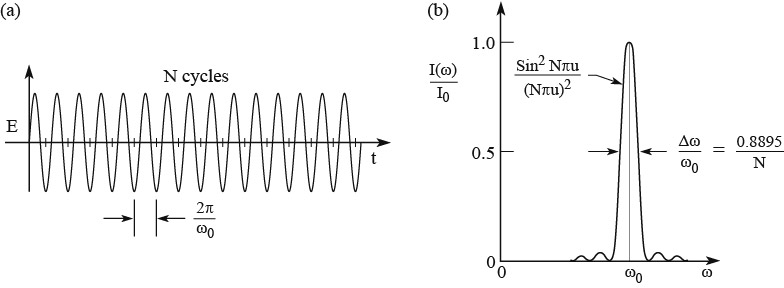 (a)
N cycles
E
t
2π
ω0
(b)
1.0
I(ω)
I0
Sin² Nπu
(Nπu)²
0.5
Δω
ω0
=
0.8895
N
0
0
ω0
ω